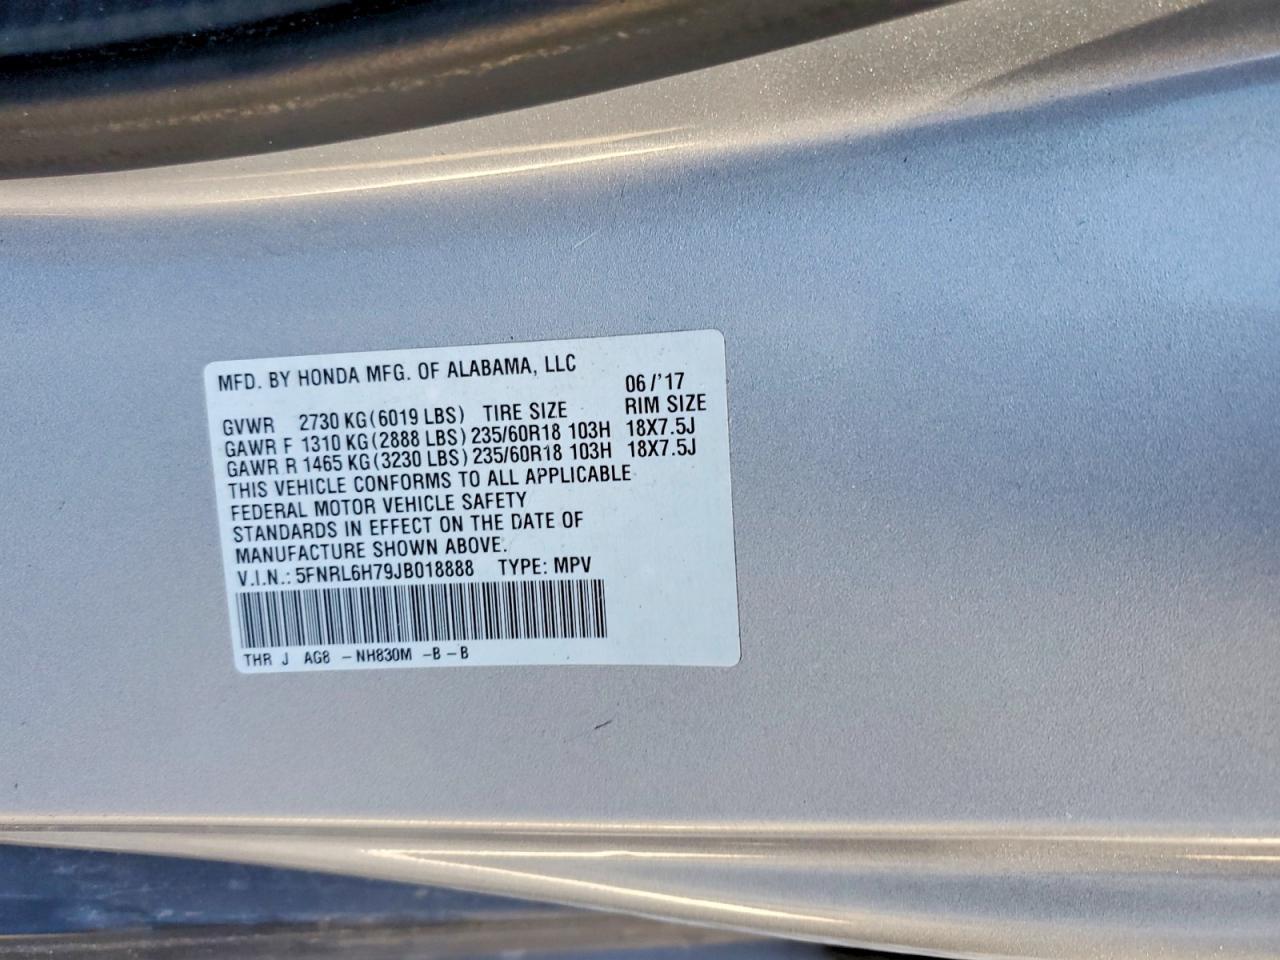 MFD. BY HONDA MFG. OF ALABAMA, LLC
06/'17
GVWR 2730 KG(6019 LBS) TIRE SIZE RIM SIZE
GAWR F 1310 KG(2888 LBS) 235/60R18 103H 18X7.5J
GAWR R 1465 KG(3230 LBS) 235/60R18 103H 18X7.5J
THIS VEHICLE CONFORMS TO ALL APPLICABLE
FEDERAL MOTOR VEHICLE SAFETY
STANDARDS IN EFFECT ON THE DATE OF
MANUFACTURE SHOWN ABOVE.
V.I.N.: 5FNRL6H79JB018888 TYPE: MPV
THR J AG8 - NH830M - B - B